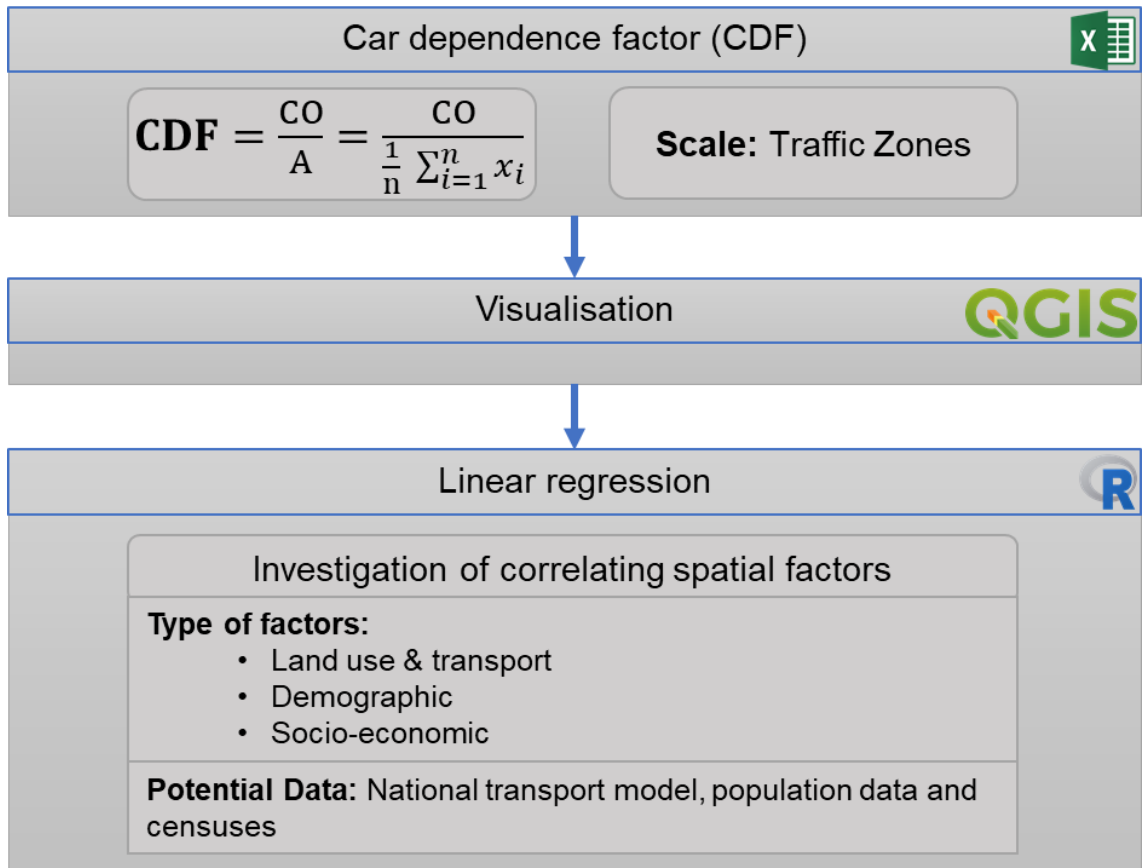 Car dependence factor (CDF)
X
CDF = CO/A = CO/(1/n ∑ⁿᵢ₌₁ xᵢ)
Scale: Traffic Zones
Visualisation
QGIS
Linear regression
R
Investigation of correlating spatial factors
Type of factors:
• Land use & transport
• Demographic
• Socio-economic
Potential Data: National transport model, population data and
censuses